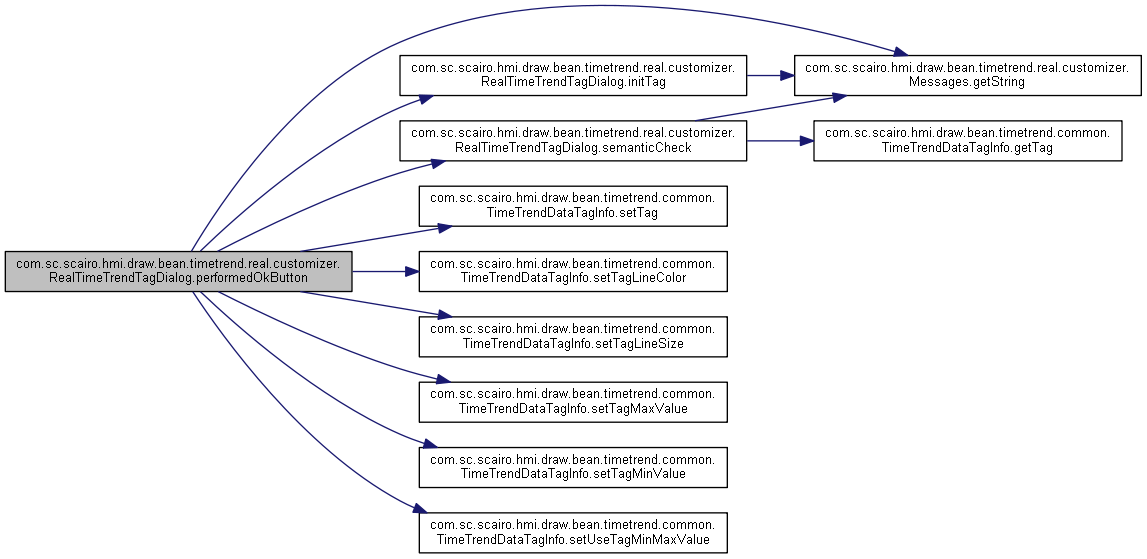 com.sc.scairo.hmi.draw.bean.timetrend.real.customizer.
RealTimeTrendTagDialog.performedOkButton
com.sc.scairo.hmi.draw.bean.timetrend.real.customizer.
RealTimeTrendTagDialog.initTag
com.sc.scairo.hmi.draw.bean.timetrend.real.customizer.
Messages.getString
com.sc.scairo.hmi.draw.bean.timetrend.real.customizer.
RealTimeTrendTagDialog.semanticCheck
com.sc.scairo.hmi.draw.bean.timetrend.common.
TimeTrendDataTagInfo.getTag
com.sc.scairo.hmi.draw.bean.timetrend.common.
TimeTrendDataTagInfo.setTag
com.sc.scairo.hmi.draw.bean.timetrend.common.
TimeTrendDataTagInfo.setTagLineColor
com.sc.scairo.hmi.draw.bean.timetrend.common.
TimeTrendDataTagInfo.setTagLineSize
com.sc.scairo.hmi.draw.bean.timetrend.common.
TimeTrendDataTagInfo.setTagMaxValue
com.sc.scairo.hmi.draw.bean.timetrend.common.
TimeTrendDataTagInfo.setTagMinValue
com.sc.scairo.hmi.draw.bean.timetrend.common.
TimeTrendDataTagInfo.setUseTagMinMaxValue